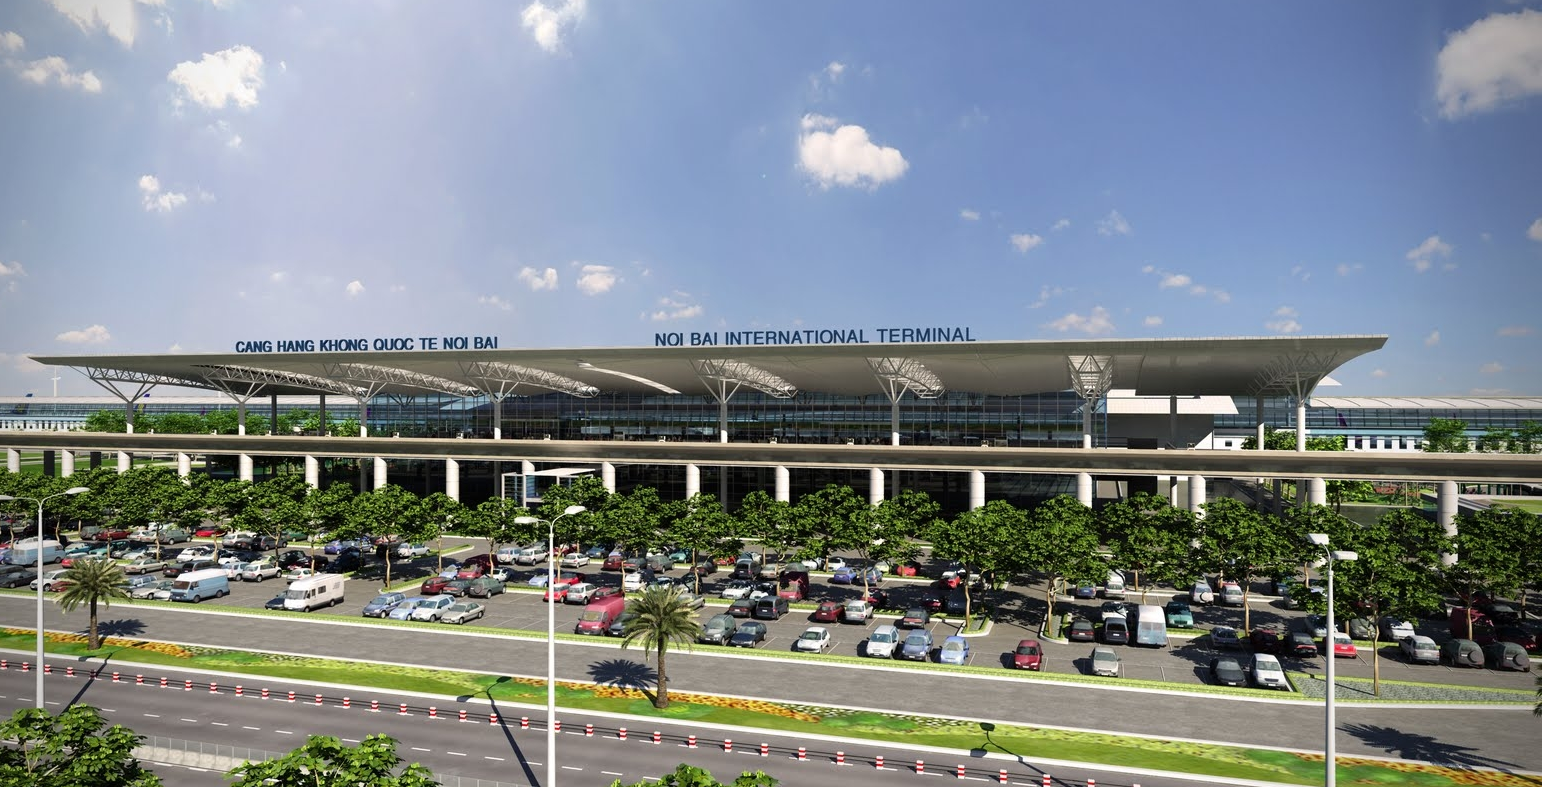 CANG HANG KHONG QUOC TE NOI BAI
NOI BAI INTERNATIONAL TERMINAL